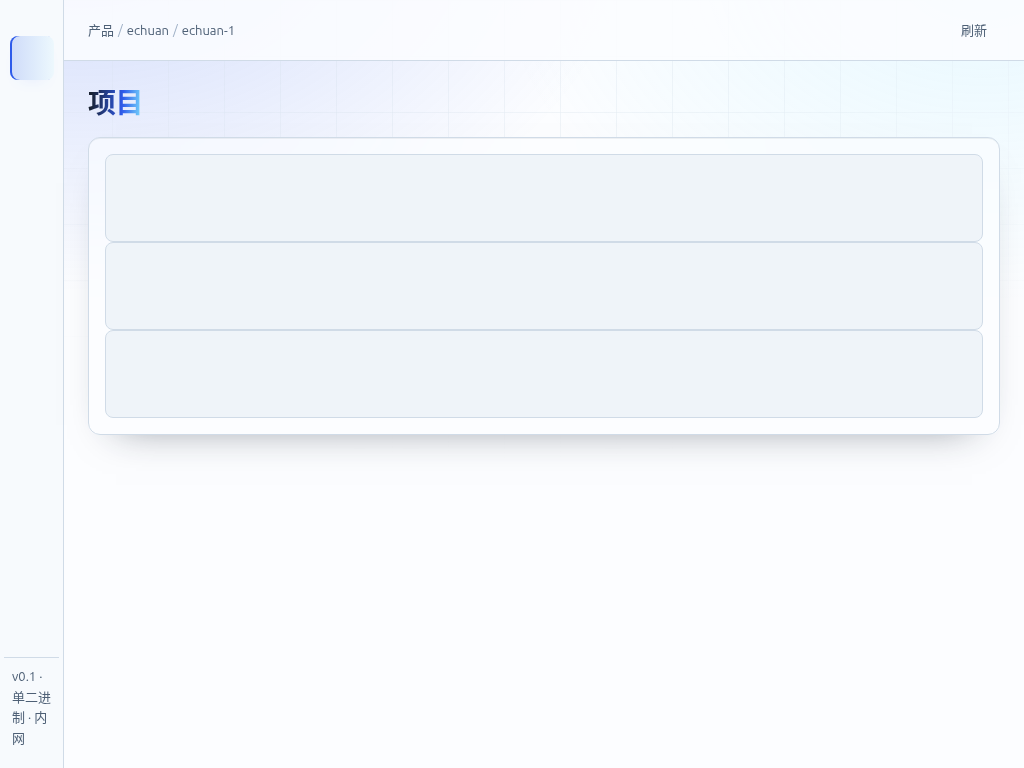 产品 / echuan / echuan-1
刷新
项目
v0.1 ·
单二进
制 · 内
网